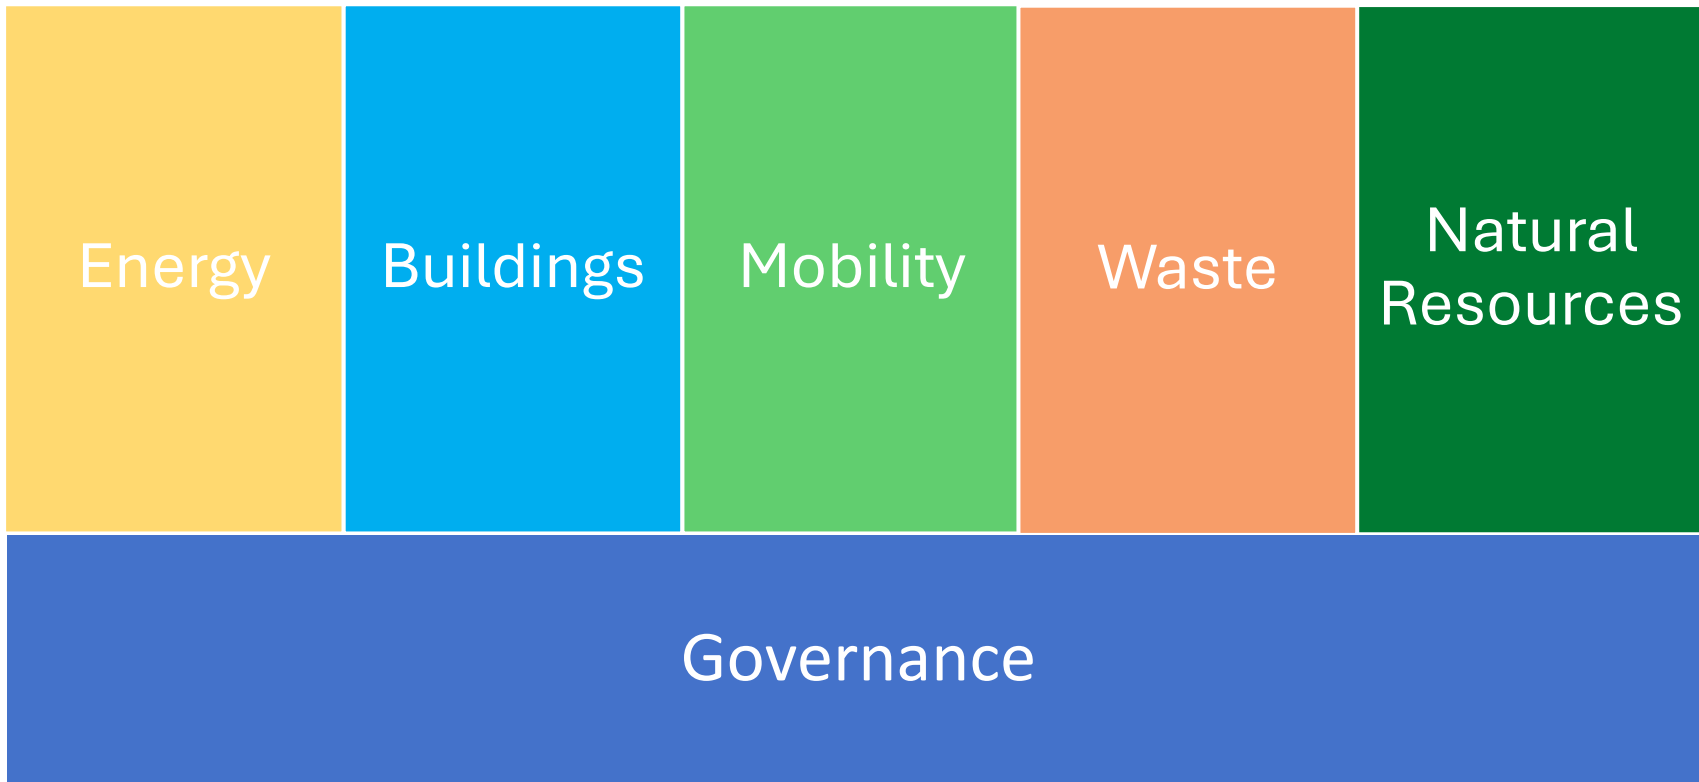 Energy
Buildings
Mobility
Waste
Natural
Resources
Governance